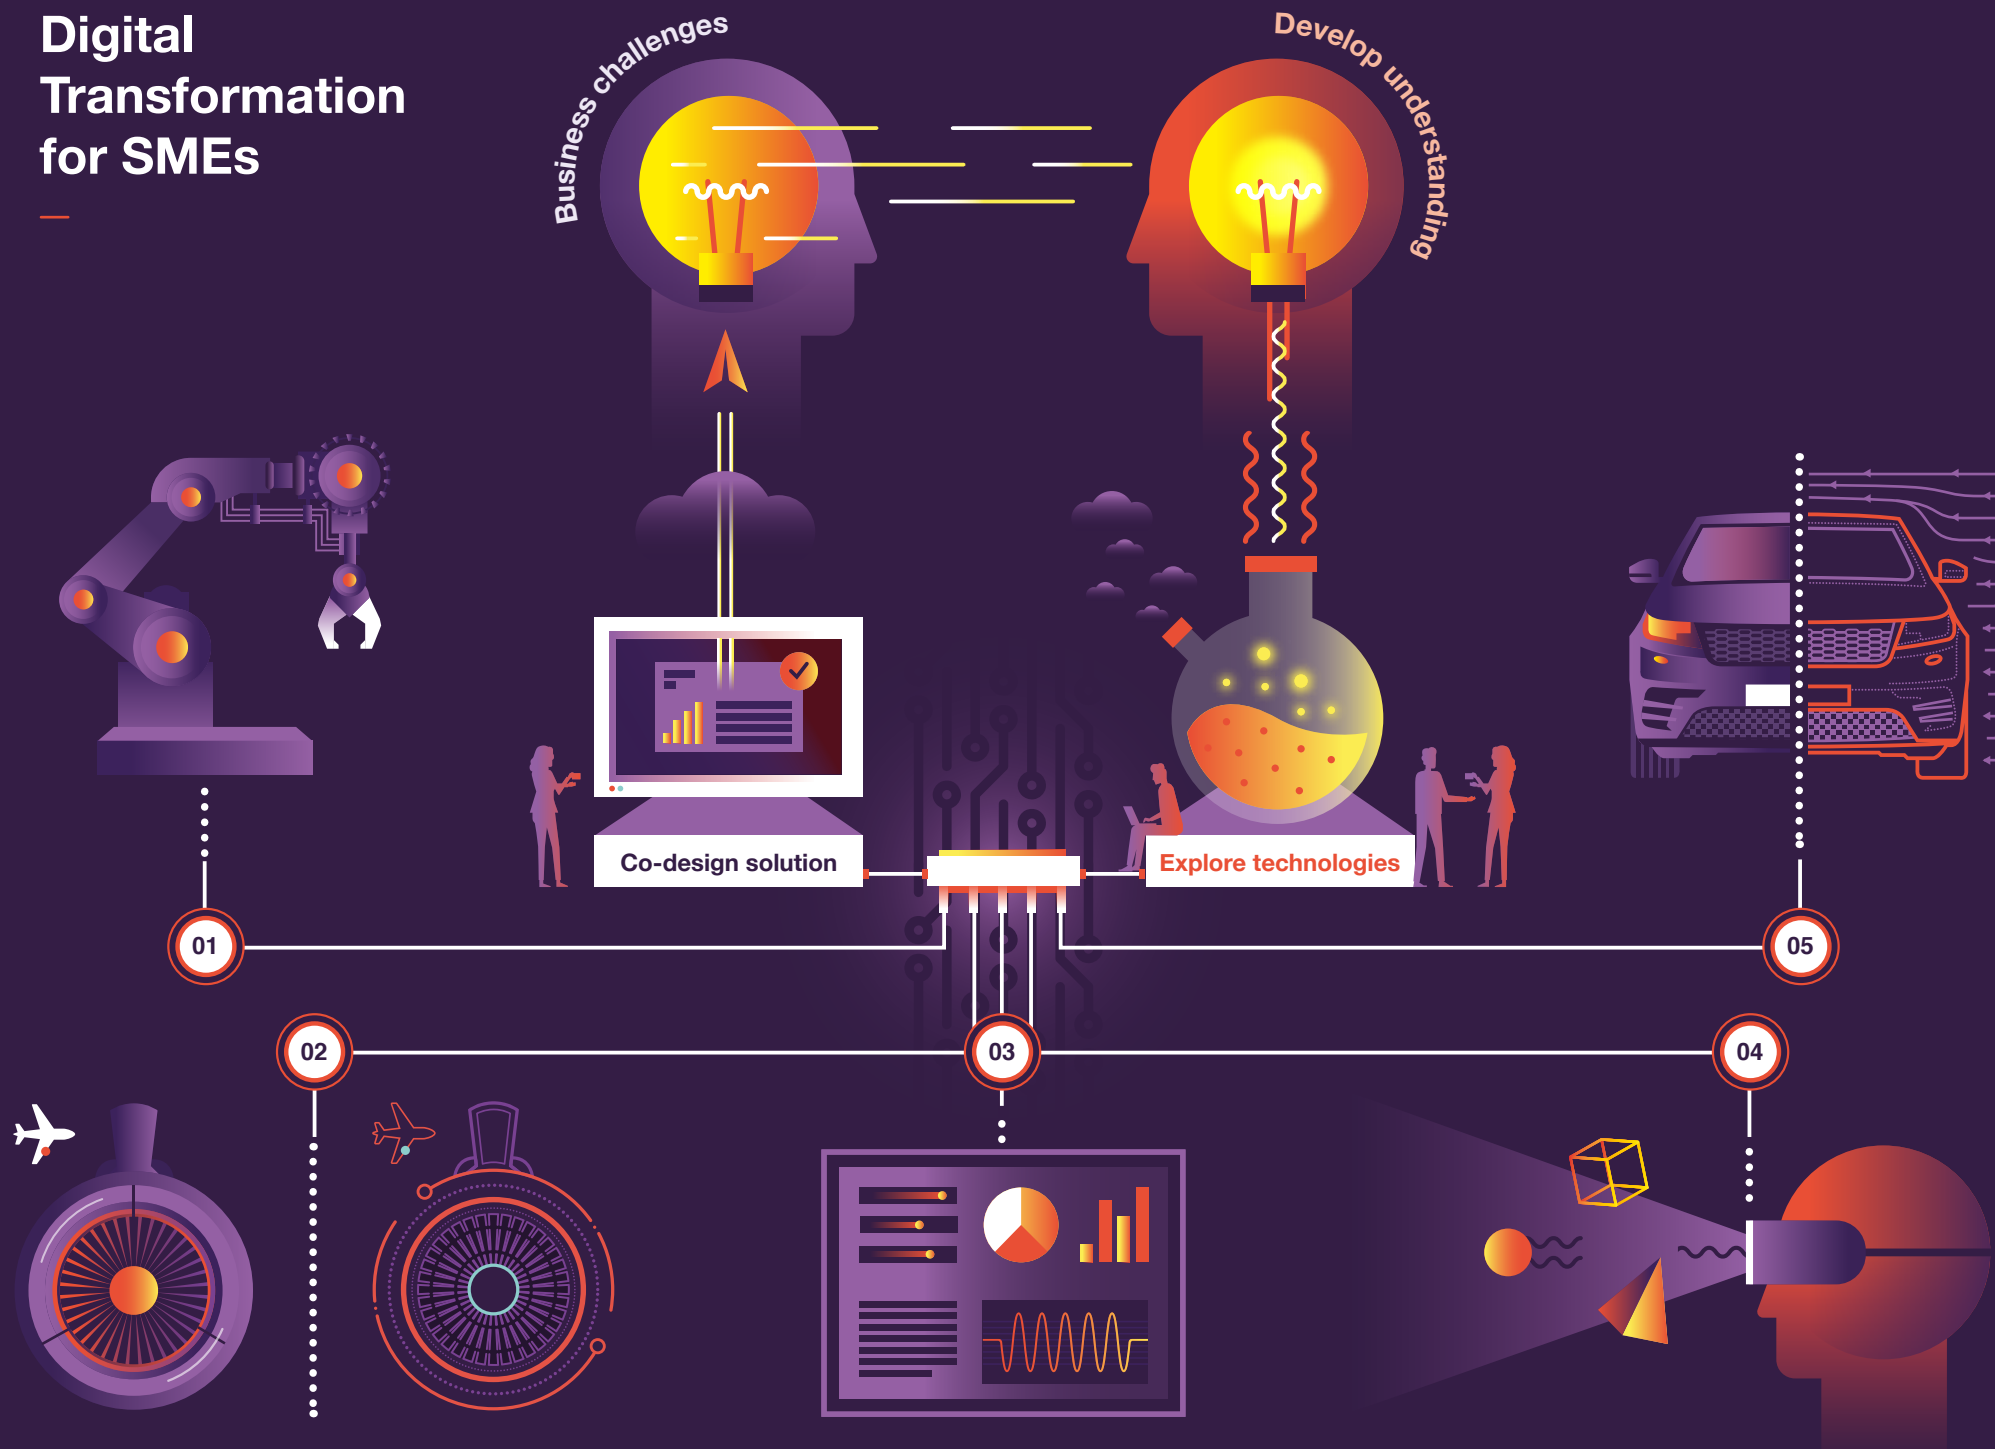 Digital
Transformation
for SMEs
Business challenges
Develop understanding
Co-design solution
Explore technologies
01
05
02
03
04